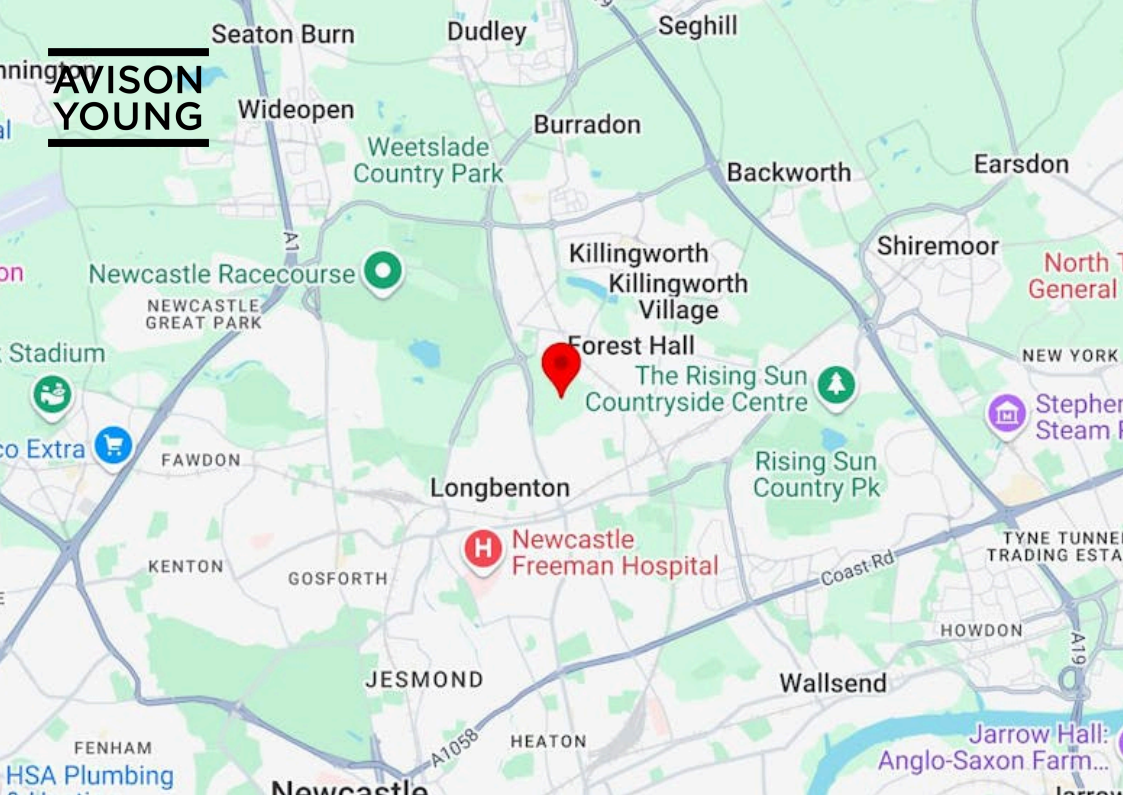 Seaton Burn
Dudley
Seghill
AVISON
YOUNG
Wideopen
Burradon
Weetslade
Country Park
Backworth
Earsdon
A1
Killingworth
Shiremoor
Newcastle Racecourse
Killingworth
Village
North T
General
NEWCASTLE
GREAT PARK
Stadium
Forest Hall
NEW YORK
The Rising Sun
Countryside Centre
Stephen
Steam
co Extra
FAWDON
Rising Sun
Country Pk
Longbenton
Newcastle
Freeman Hospital
TYNE TUNNE
TRADING ESTA
KENTON
GOSFORTH
Coast Rd
HOWDON
A19
JESMOND
Wallsend
A1058
HEATON
FENHAM
Jarrow Hall:
Anglo-Saxon Farm...
HSA Plumbing
Newcastle